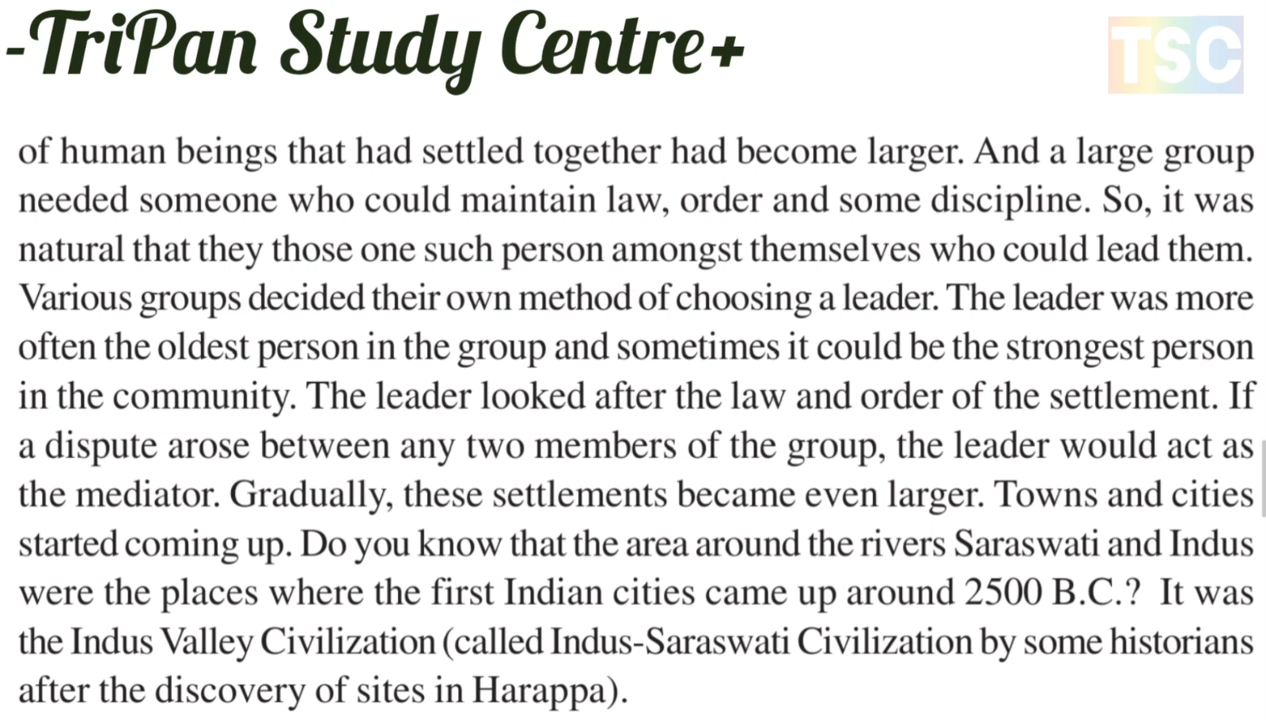 -TriPan Study Centre+
TSC
of human beings that had settled together had become larger. And a large group
needed someone who could maintain law, order and some discipline. So, it was
natural that they those one such person amongst themselves who could lead them.
Various groups decided their own method of choosing a leader. The leader was more
often the oldest person in the group and sometimes it could be the strongest person
in the community. The leader looked after the law and order of the settlement. If
a dispute arose between any two members of the group, the leader would act as
the mediator. Gradually, these settlements became even larger. Towns and cities
started coming up. Do you know that the area around the rivers Saraswati and Indus
were the places where the first Indian cities came up around 2500 B.C.? It was
the Indus Valley Civilization (called Indus-Saraswati Civilization by some historians
after the discovery of sites in Harappa).